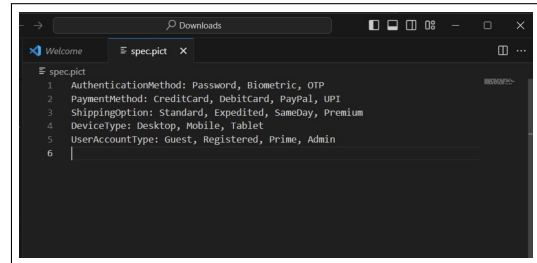 Downloads
Welcome
spec.pict
spec.pict
1 AuthenticationMethod: Password, Biometric, OTP
2 PaymentMethod: CreditCard, DebitCard, PayPal, UPI
3 ShippingOption: Standard, Expedited, SameDay, Premium
4 DeviceType: Desktop, Mobile, Tablet
5 UserAccountType: Guest, Registered, Prime, Admin
6